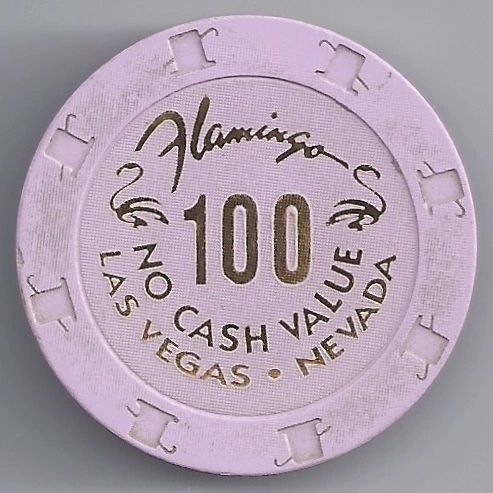 Flamingo
100
NO CASH VALUE
LAS VEGAS • NEVADA